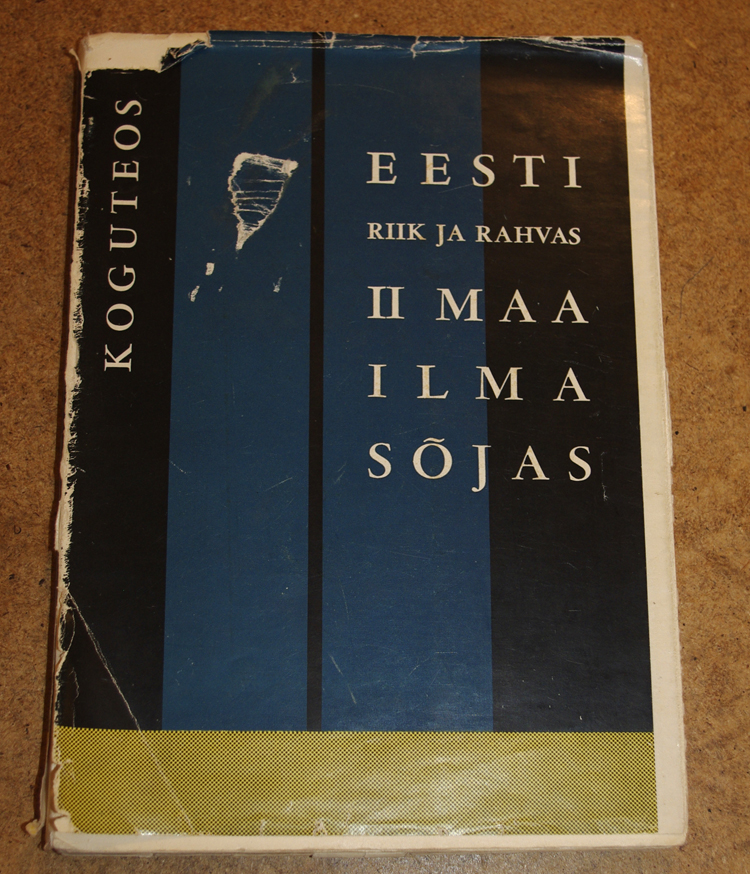 KOGUTEOS
EESTI
RIIK JA RAHVAS
II MAA
ILMA
SÕJAS